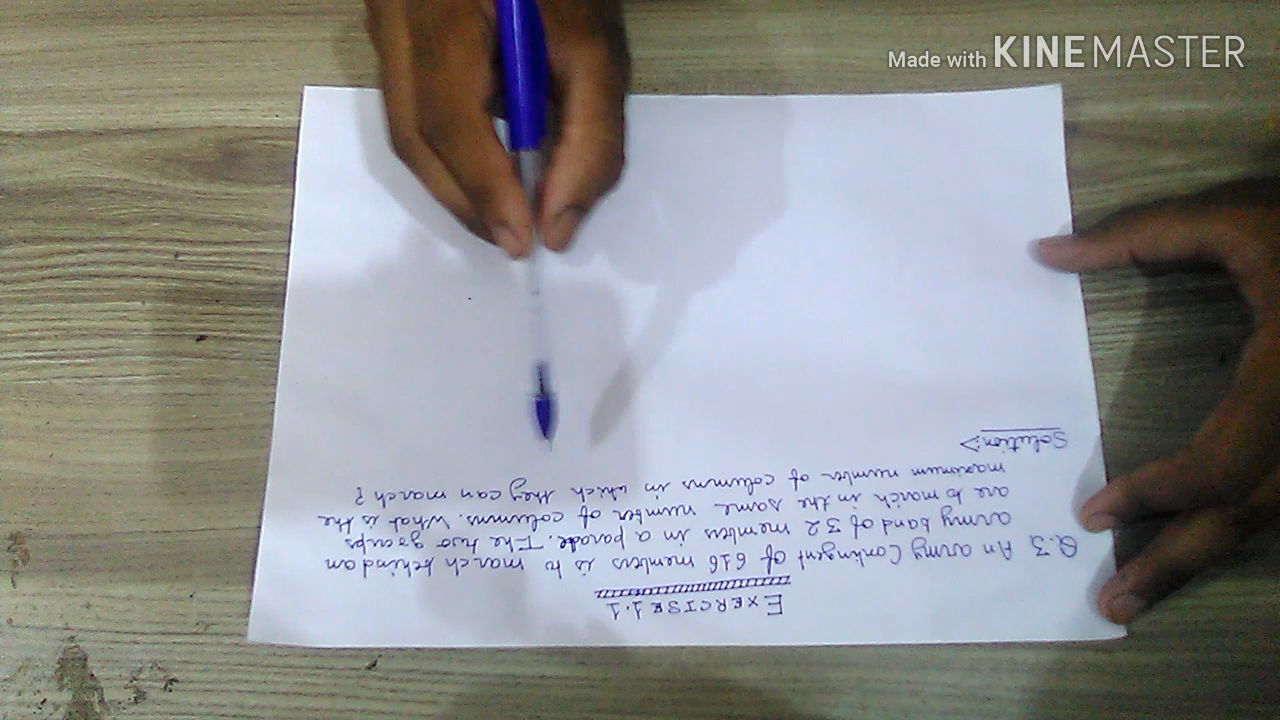 Made with KINEMASTER
EXERCISE 1.1
Q.3. An army Contingent of 616 members is to march behind an
army band of 32 members in a parade. The two groups
are to march in the same number of columns. What is the
maximum number of columns in which they can march?
Solution:→